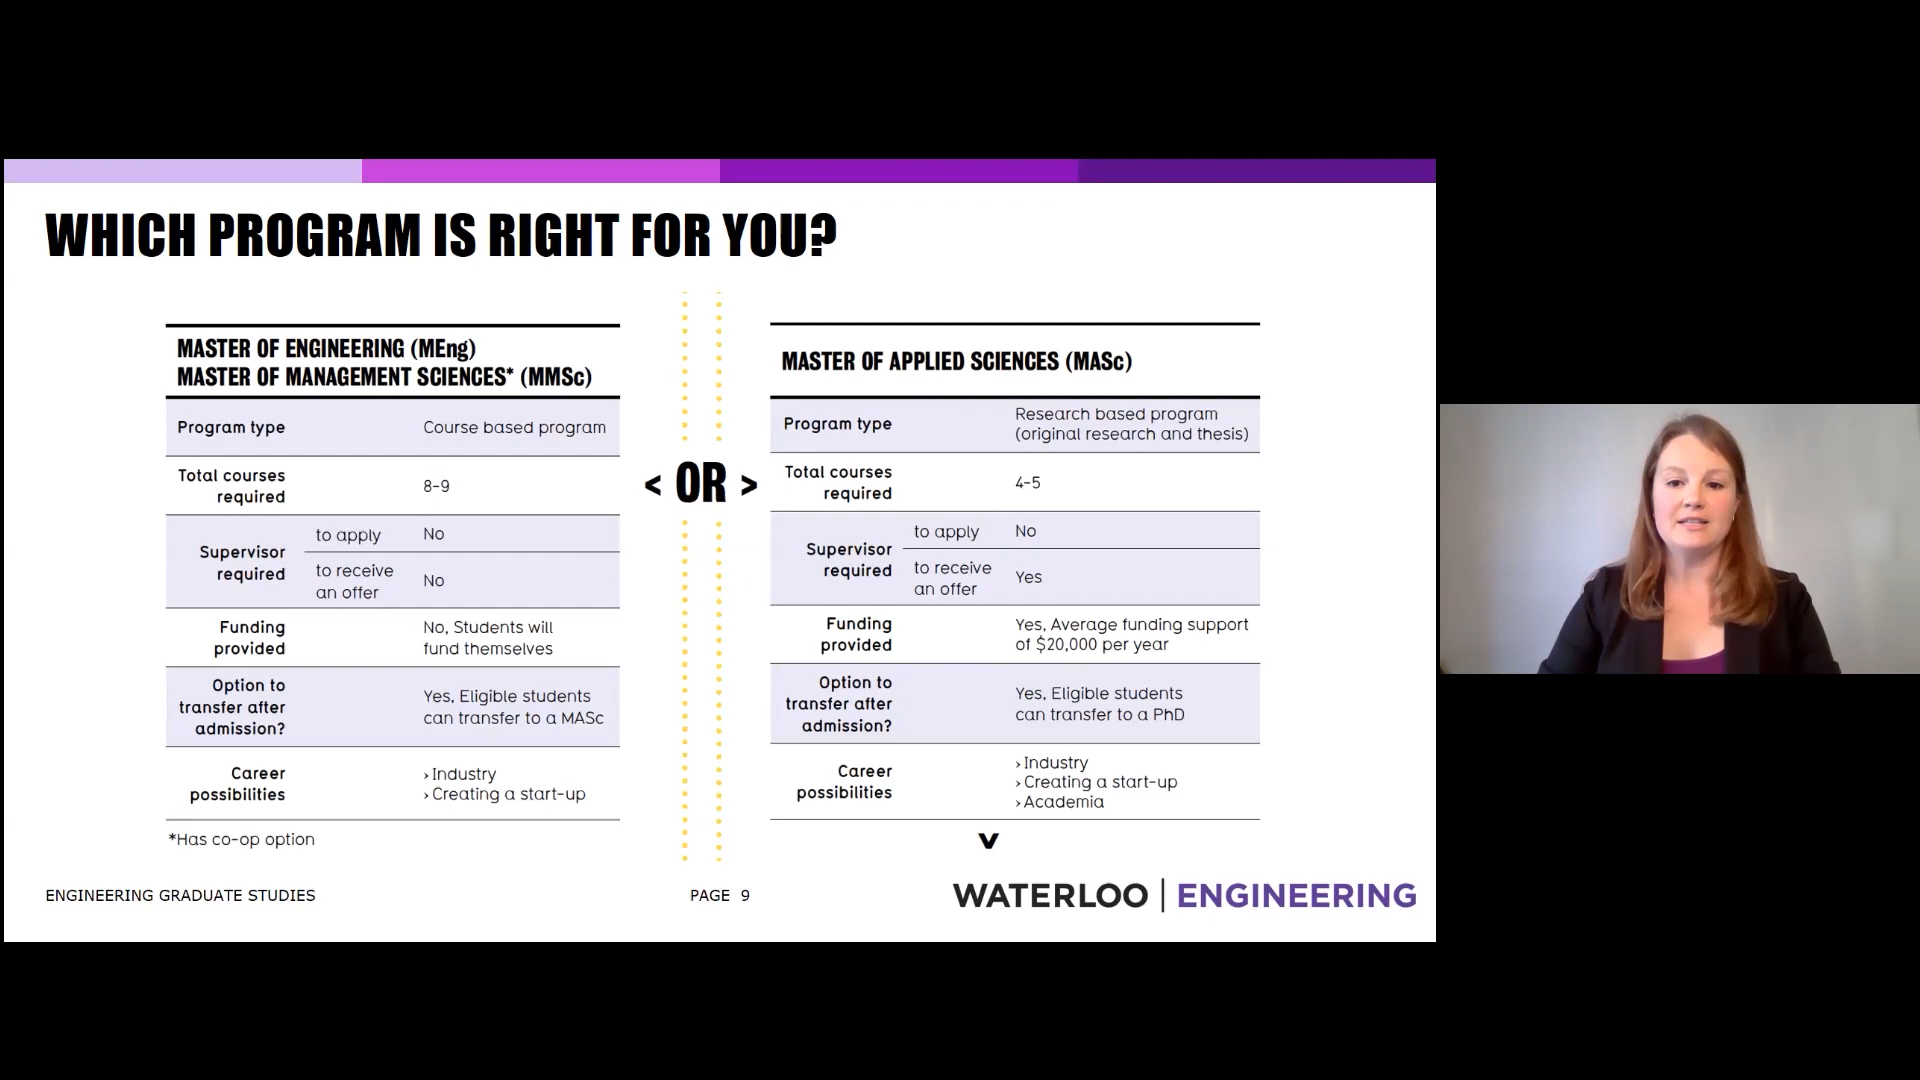 WHICH PROGRAM IS RIGHT FOR YOU?
MASTER OF ENGINEERING (MEng)
MASTER OF MANAGEMENT SCIENCES* (MMSc)
Program type Course based program
Total courses
required
8-9
Supervisor
required
to apply No
to receive
an offer
No
Funding
provided
No, Students will
fund themselves
Option to
transfer after
admission?
Yes, Eligible students
can transfer to a MASc
Career
possibilities
› Industry
› Creating a start-up
*Has co-op option
< OR >
MASTER OF APPLIED SCIENCES (MASc)
Program type
Research based program
(original research and thesis)
Total courses
required
4-5
Supervisor
required
to apply No
to receive
an offer
Yes
Funding
provided
Yes, Average funding support
of $20,000 per year
Option to
transfer after
admission?
Yes, Eligible students
can transfer to a PhD
Career
possibilities
› Industry
› Creating a start-up
› Academia
ENGINEERING GRADUATE STUDIES
PAGE 9
WATERLOO | ENGINEERING